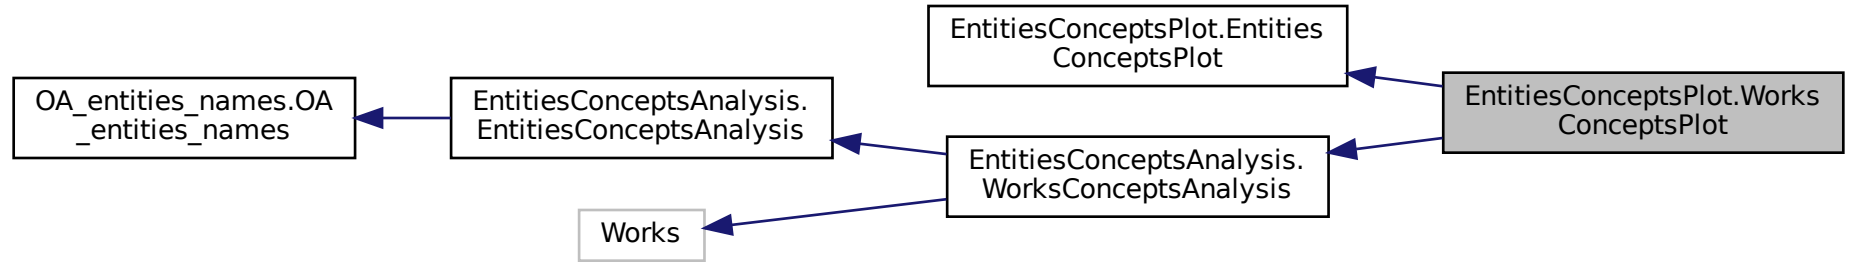 OA_entities_names.OA
_entities_names
EntitiesConceptsAnalysis.
EntitiesConceptsAnalysis
Works
EntitiesConceptsPlot.Entities
ConceptsPlot
EntitiesConceptsAnalysis.
WorksConceptsAnalysis
EntitiesConceptsPlot.Works
ConceptsPlot